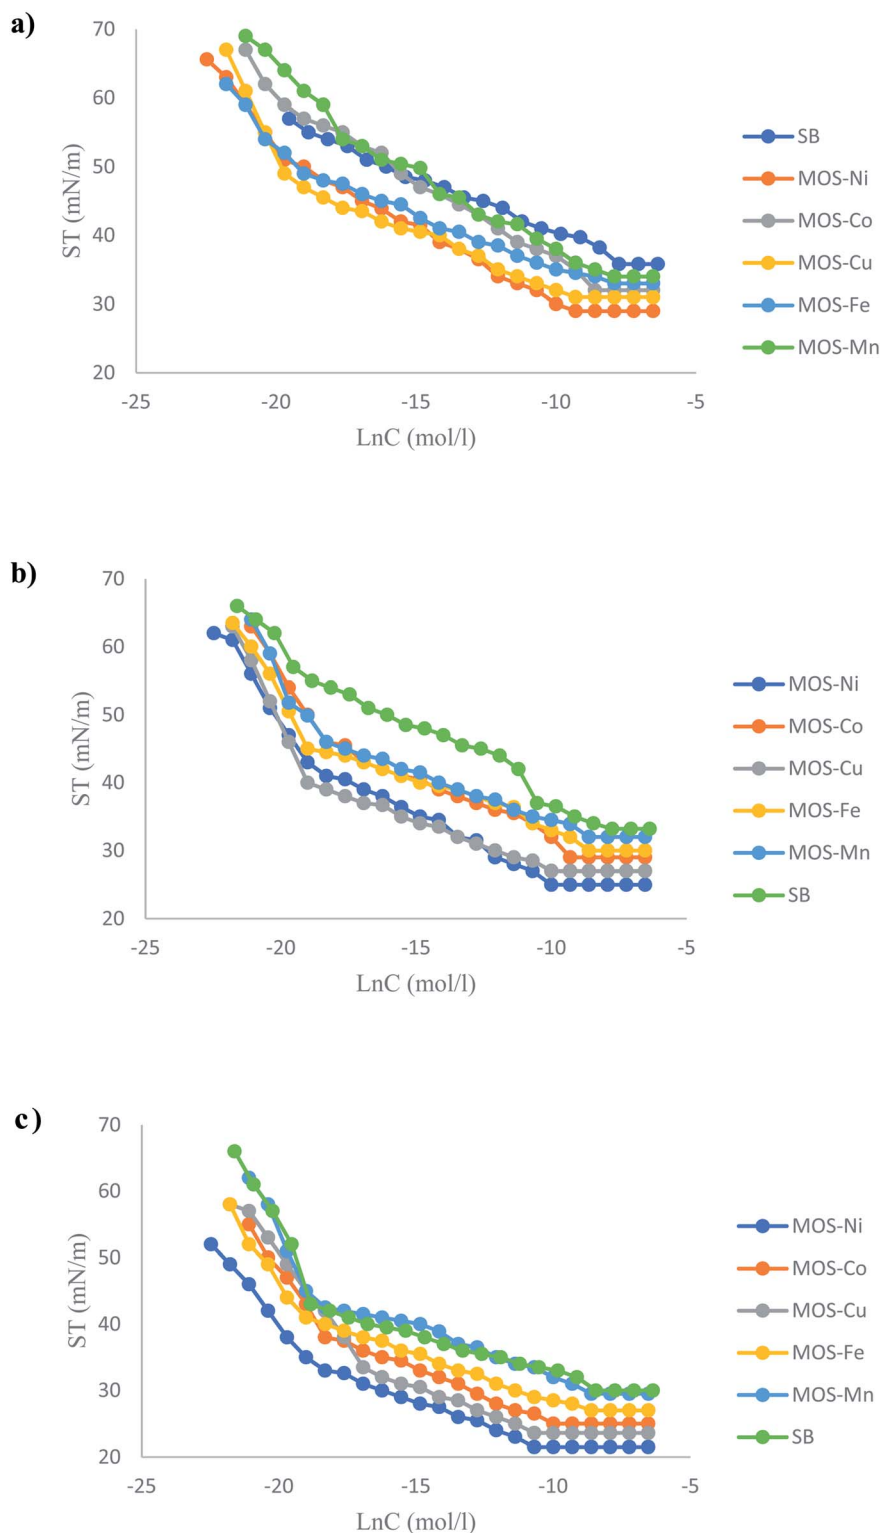 a)
70
60
50
40
30
20
ST (mN/m)
-25
-20
-15
-10
-5
LnC (mol/l)
SB
MOS-Ni
MOS-Co
MOS-Cu
MOS-Fe
MOS-Mn
b)
70
60
50
40
30
20
ST (mN/m)
-25
-20
-15
-10
-5
LnC (mol/l)
MOS-Ni
MOS-Co
MOS-Cu
MOS-Fe
MOS-Mn
SB
c)
70
60
50
40
30
20
ST (mN/m)
-25
-20
-15
-10
-5
LnC (mol/l)
MOS-Ni
MOS-Co
MOS-Cu
MOS-Fe
MOS-Mn
SB